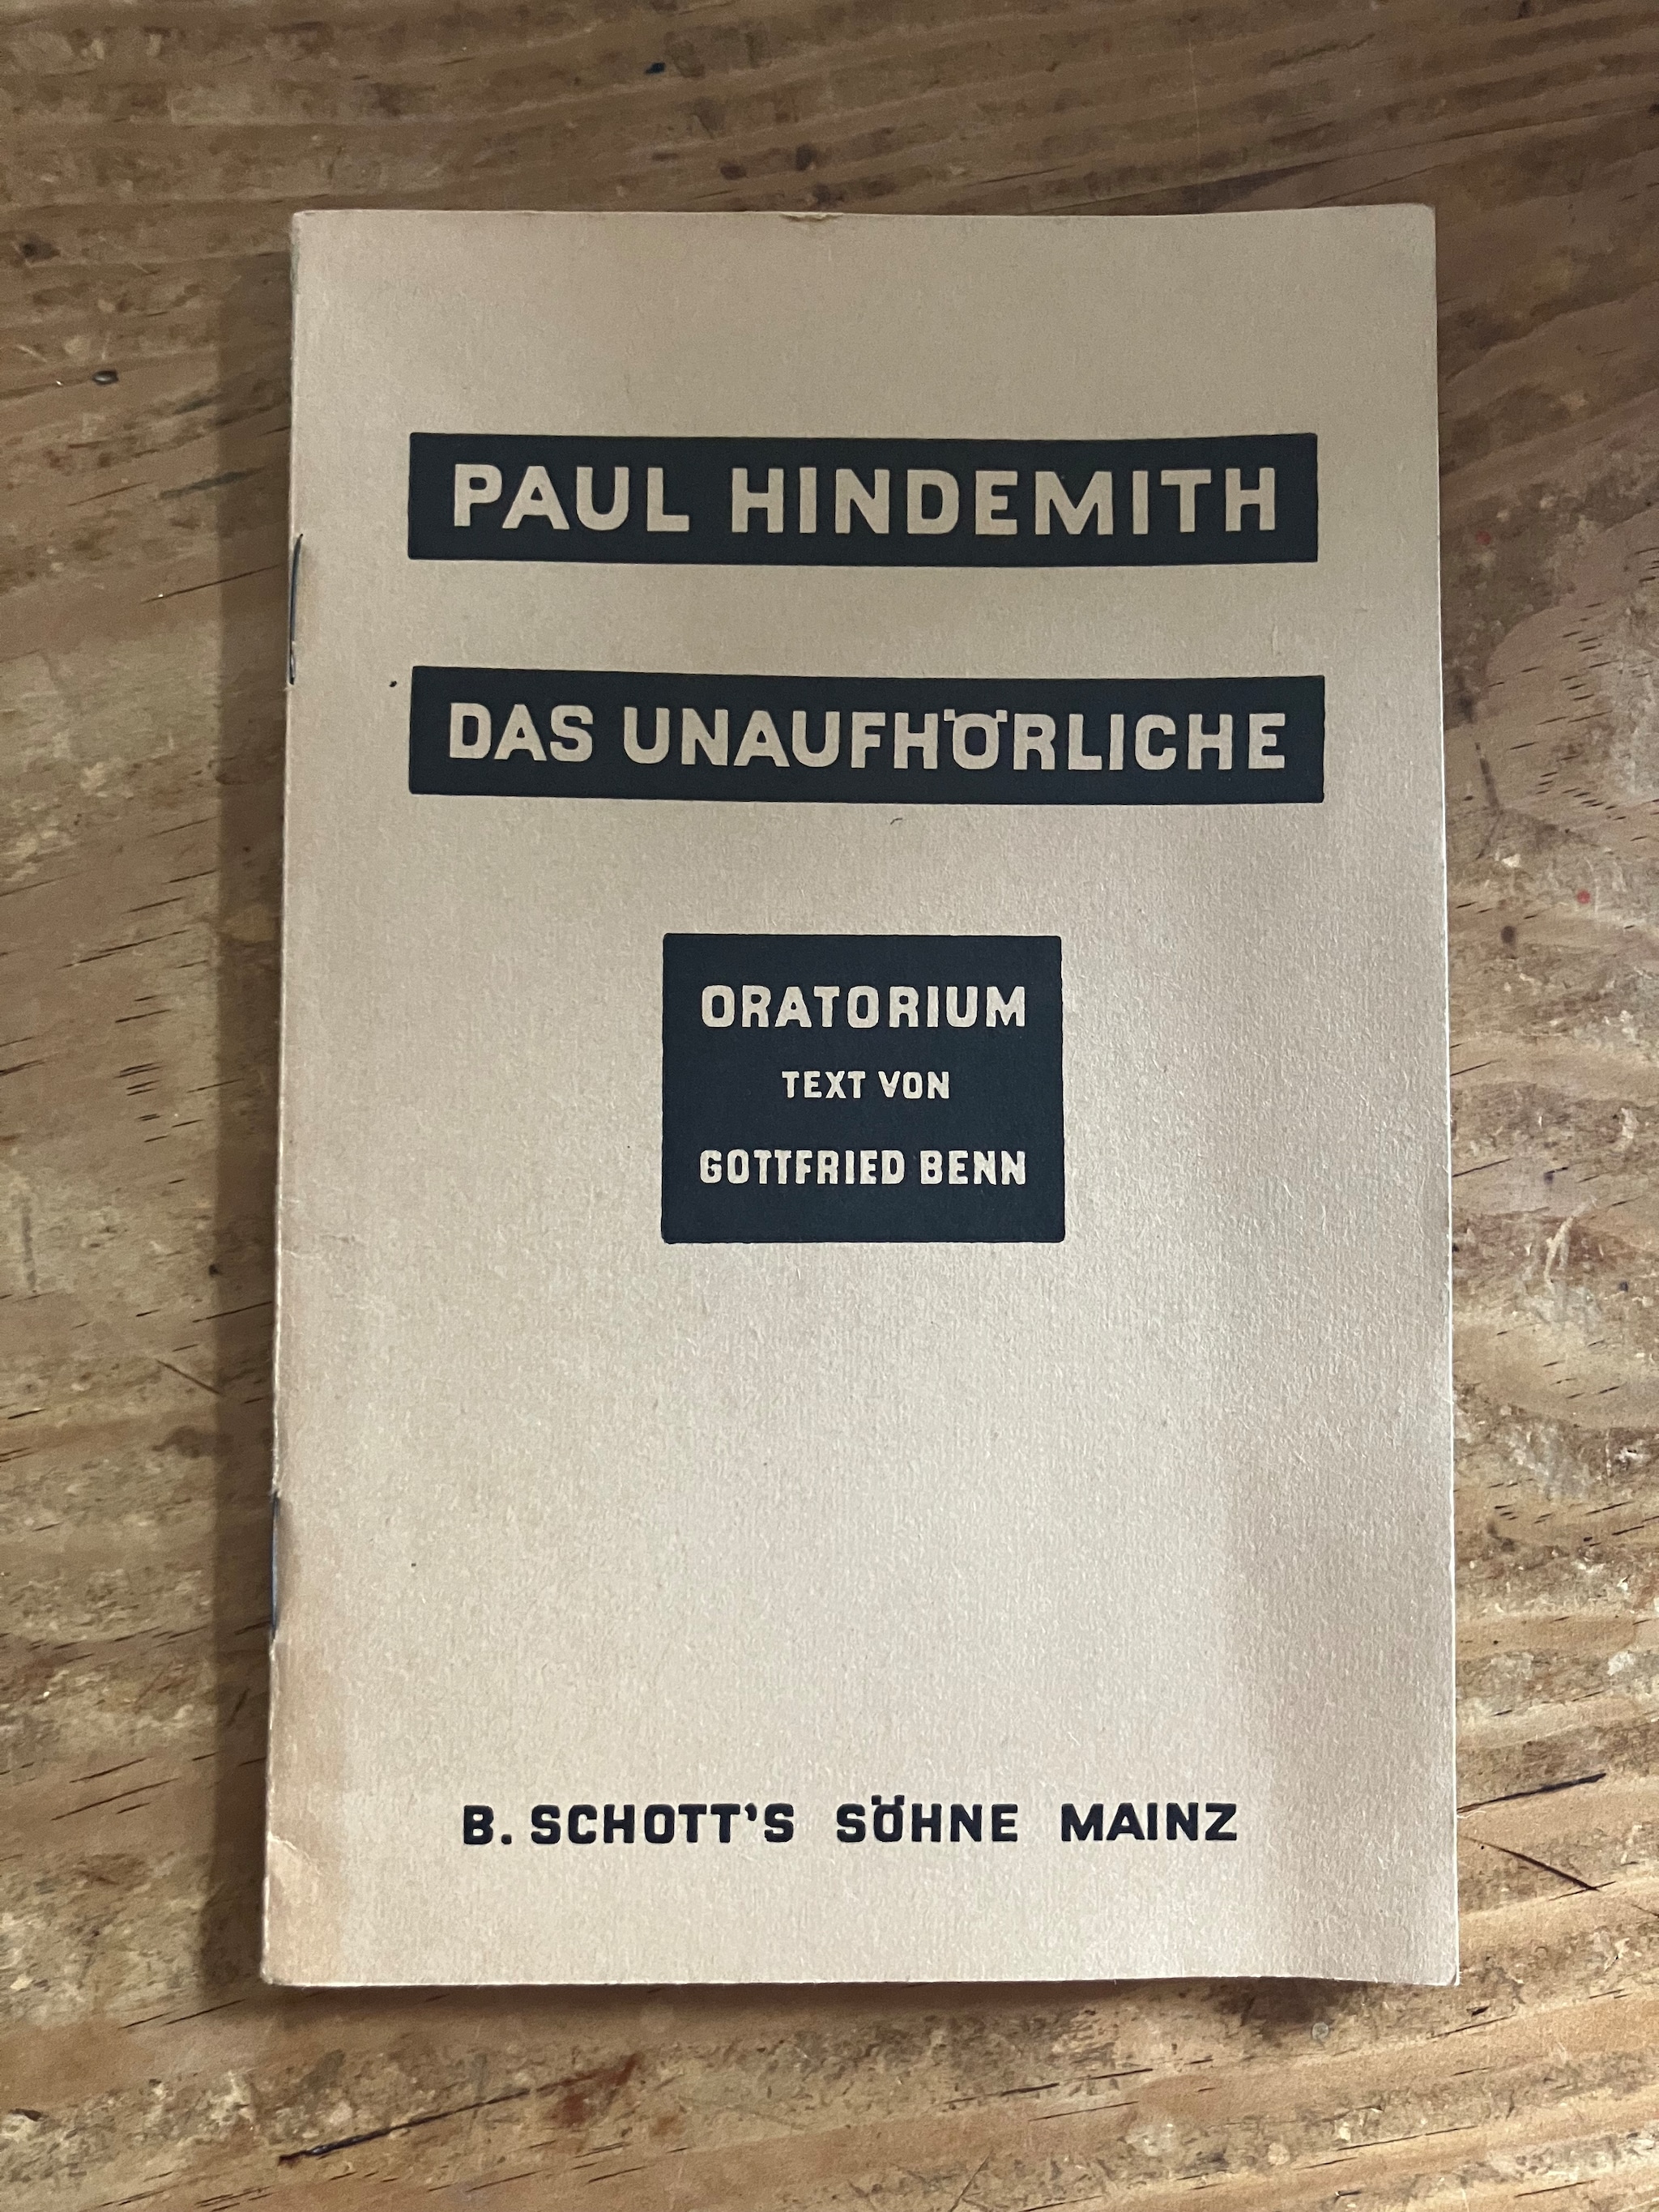 PAUL HINDEMITH
DAS UNAUFHÖRLICHE
ORATORIUM
TEXT VON
GOTTFRIED BENN
B. SCHOTT'S SÖHNE MAINZ